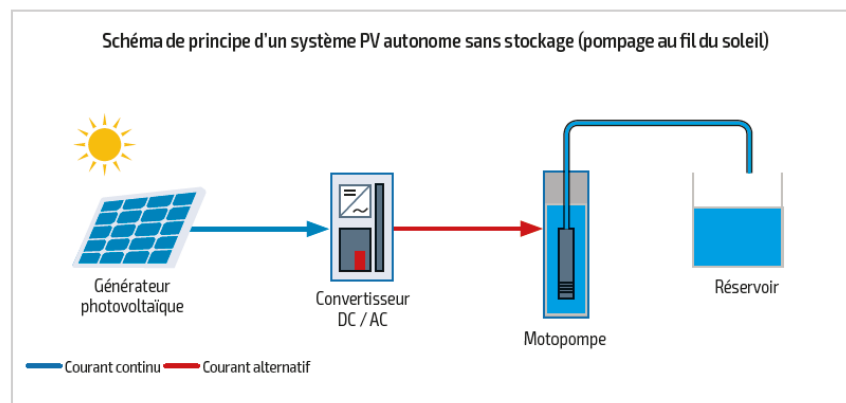 Schéma de principe d'un système PV autonome sans stockage (pompage au fil du soleil)
Générateur
photovoltaïque
Convertisseur
DC / AC
Motopompe
Réservoir
Courant continu
Courant alternatif